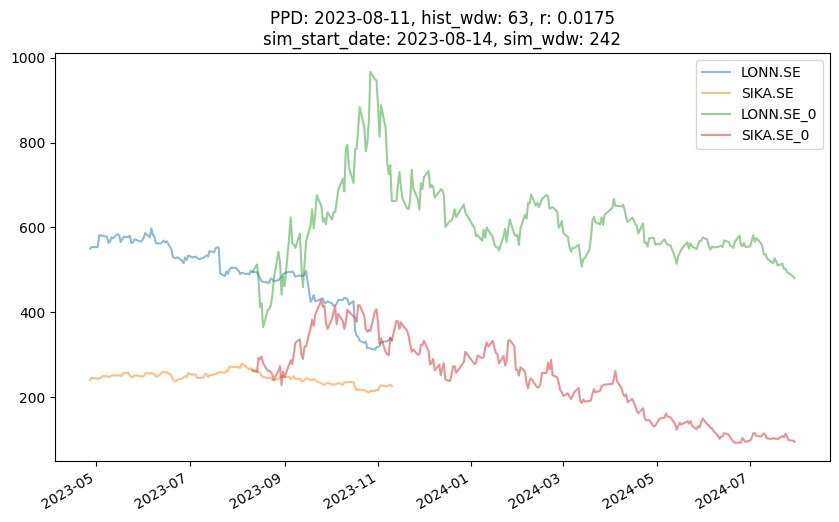 PPD: 2023-08-11, hist_wdw: 63, r: 0.0175
sim_start_date: 2023-08-14, sim_wdw: 242
1000
800
600
400
200
LONN.SE
SIKA.SE
LONN.SE_0
SIKA.SE_0
2023-05
2023-07
2023-09
2023-11
2024-01
2024-03
2024-05
2024-07